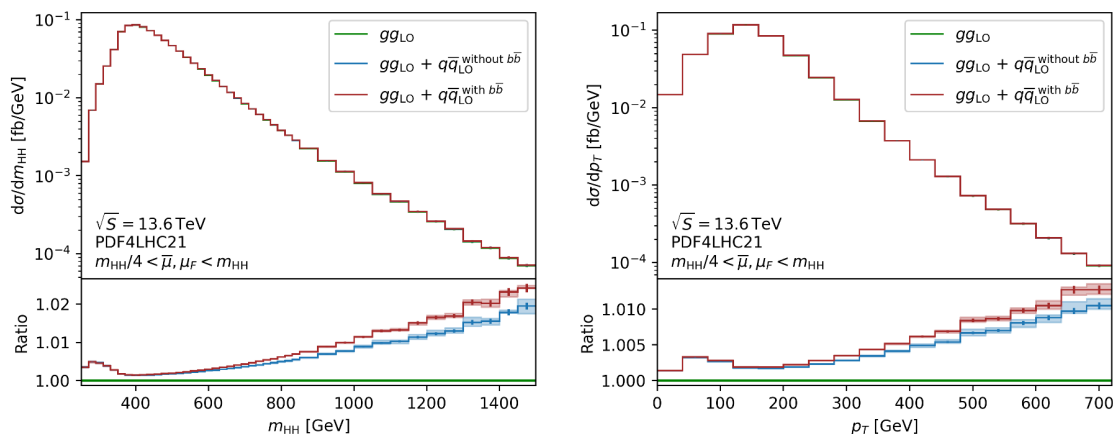 10⁻¹
10⁻²
10⁻³
10⁻⁴
dσ/dm_HH [fb/GeV]
gg_LO
gg_LO + qq̅_LO^without bb̅
gg_LO + qq̅_LO^with bb̅
√S = 13.6 TeV
PDF4LHC21
m_HH/4 < μ̅, μ_F < m_HH
1.02
1.01
1.00
Ratio
400 600 800 1000 1200 1400
m_HH [GeV]
10⁻¹
10⁻²
10⁻³
10⁻⁴
dσ/dp_T [fb/GeV]
gg_LO
gg_LO + qq̅_LO^without bb̅
gg_LO + qq̅_LO^with bb̅
√S = 13.6 TeV
PDF4LHC21
m_HH/4 < μ̅, μ_F < m_HH
1.010
1.005
1.000
Ratio
0 100 200 300 400 500 600 700
p_T [GeV]